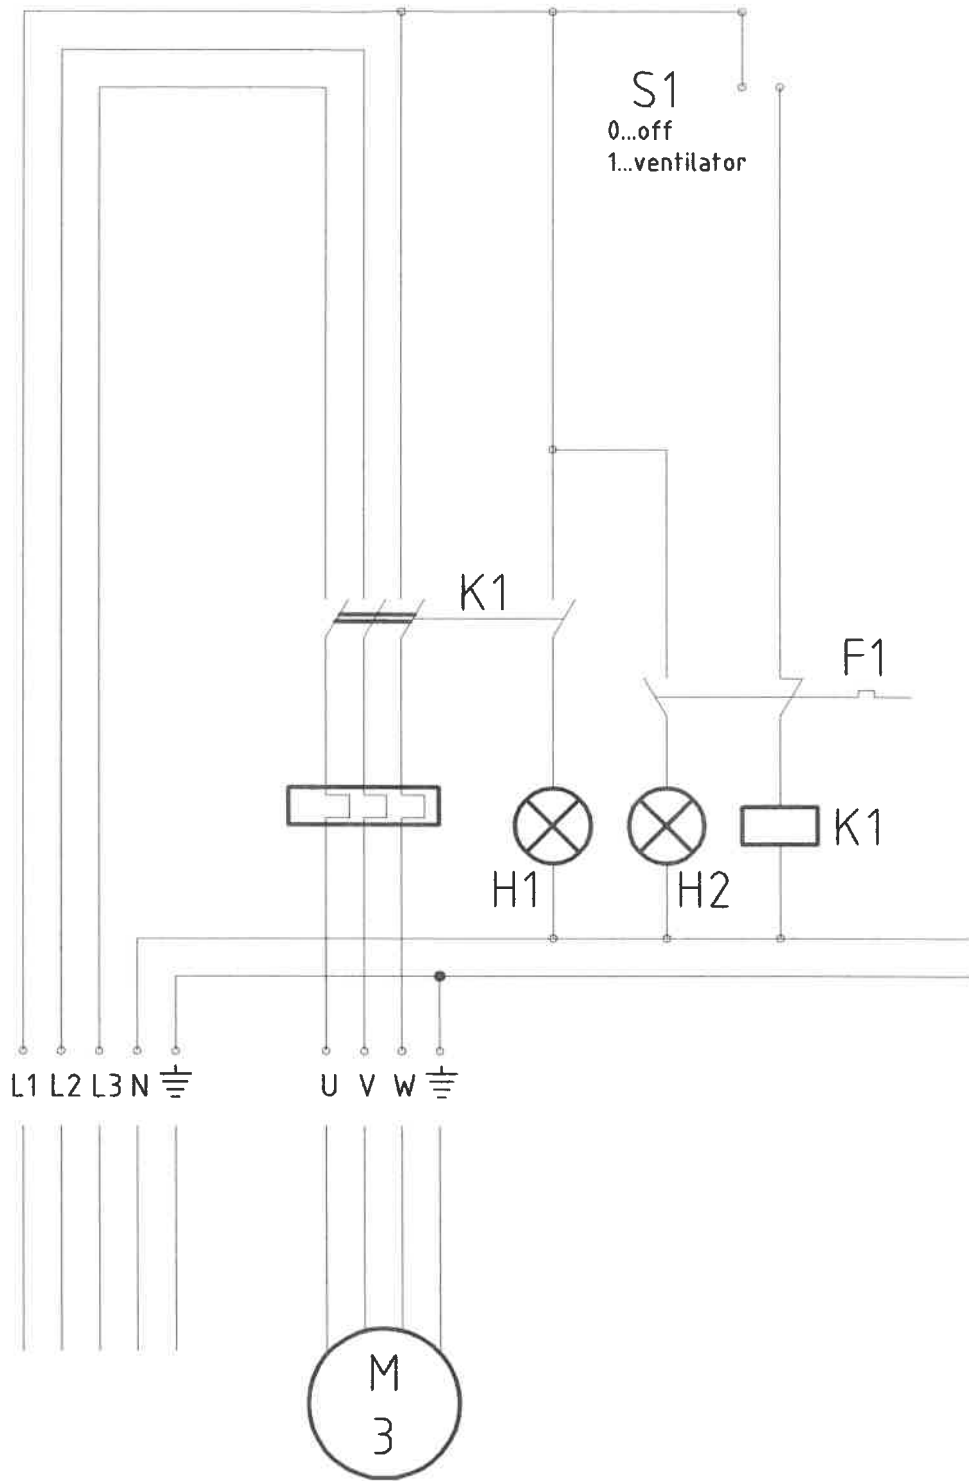 S1
0...off
1...ventilator
K1
F1
K1
H1
H2
L1 L2 L3 N
U V W
M
3